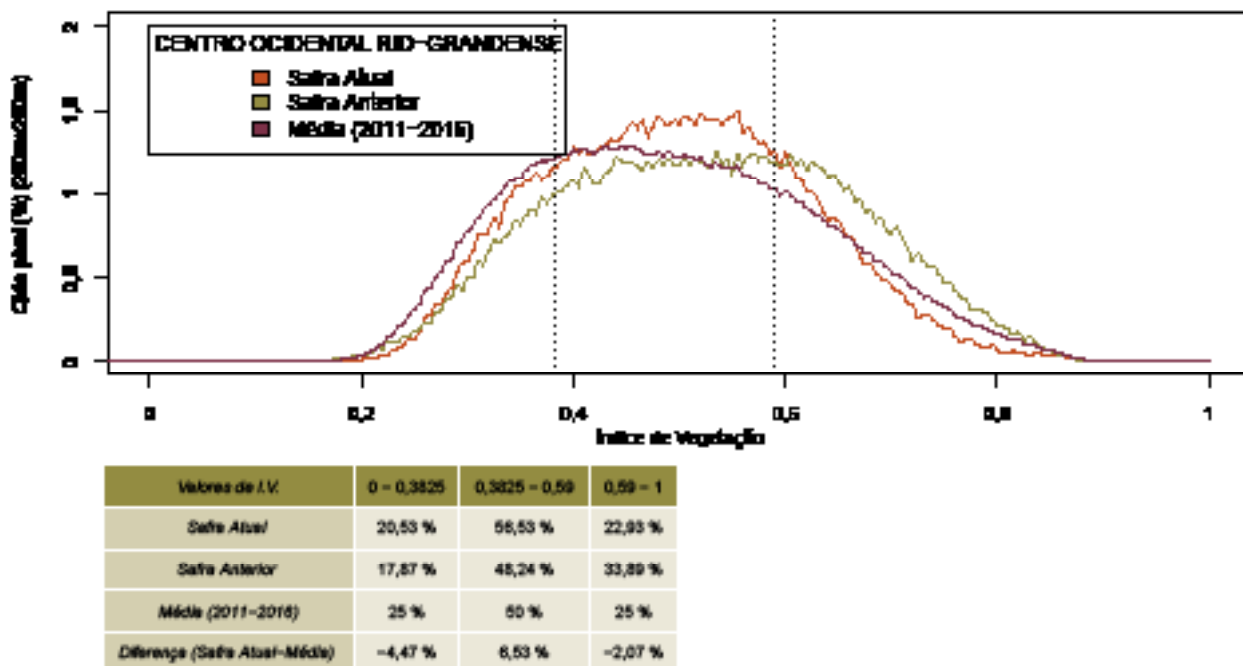 CENTRO OCIDENTAL RIO-GRANDENSE
Safra Atual
Safra Anterior
Média (2011-2016)
Qtde pixel (%) (250mx250m)
2
1,5
1
0,5
0
0 0,2 0,4 0,6 0,8 1
Índice de Vegetação
Valores de I.V. 0 - 0,3825 0,3825 - 0,59 0,59 - 1
Safra Atual 20,53 % 56,53 % 22,93 %
Safra Anterior 17,87 % 48,24 % 33,89 %
Média (2011-2016) 25 % 50 % 25 %
Diferença (Safra Atual-Média) -4,47 % 6,53 % -2,07 %